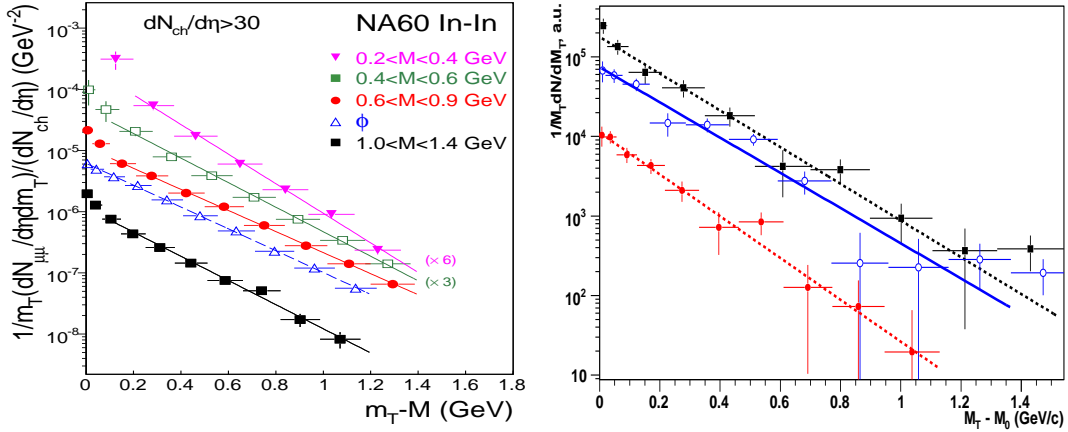 dN_ch/dη>30
NA60 In-In
0.2<M<0.4 GeV
0.4<M<0.6 GeV
0.6<M<0.9 GeV
ϕ
1.0<M<1.4 GeV
(× 6)
(× 3)
1/m_T(dN_μμ/dηdm_T)/(dN_ch/dη) (GeV^-2)
10^-3
10^-4
10^-5
10^-6
10^-7
10^-8
0 0.2 0.4 0.6 0.8 1 1.2 1.4 1.6 1.8
m_T-M (GeV)
1/M_T dN/dM_T, a.u.
10^5
10^4
10^3
10^2
10
0 0.2 0.4 0.6 0.8 1 1.2 1.4
M_T - M_0 (GeV/c)